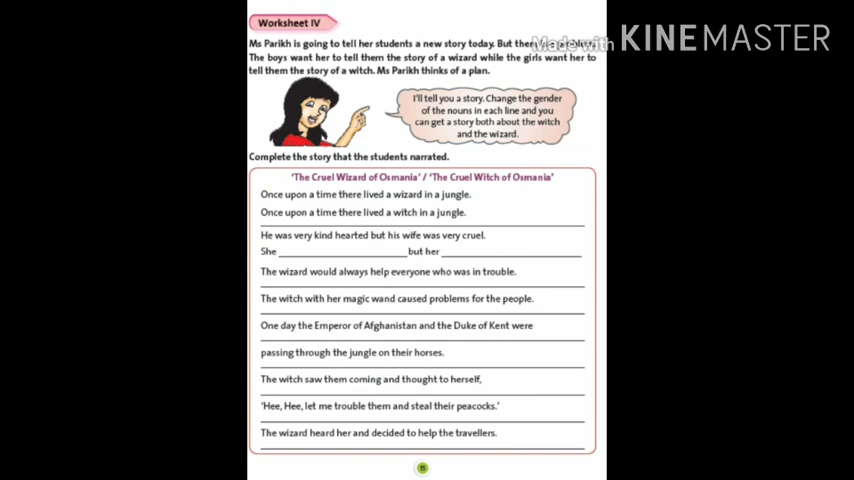 Worksheet IV
Made with KINEMASTER
Ms Parikh is going to tell her students a new story today. But
The boys want her to tell them the story of a wizard while the girls want her to
tell them the story of a witch. Ms Parikh thinks of a plan.
I'll tell you a story. Change the gender
of the nouns in each line and you
can get a story both about the witch
and the wizard.
Complete the story that the students narrated.
'The Cruel Wizard of Osmania' / 'The Cruel Witch of Osmania'
Once upon a time there lived a wizard in a jungle.
Once upon a time there lived a witch in a jungle.
He was very kind hearted but his wife was very cruel.
She ____ but her ____
The wizard would always help everyone who was in trouble.
The witch with her magic wand caused problems for the people.
One day the Emperor of Afghanistan and the Duke of Kent were
passing through the jungle on their horses.
The witch saw them coming and thought to herself,
'Hee, Hee, let me trouble them and steal their peacocks.'
The wizard heard her and decided to help the travellers.
15